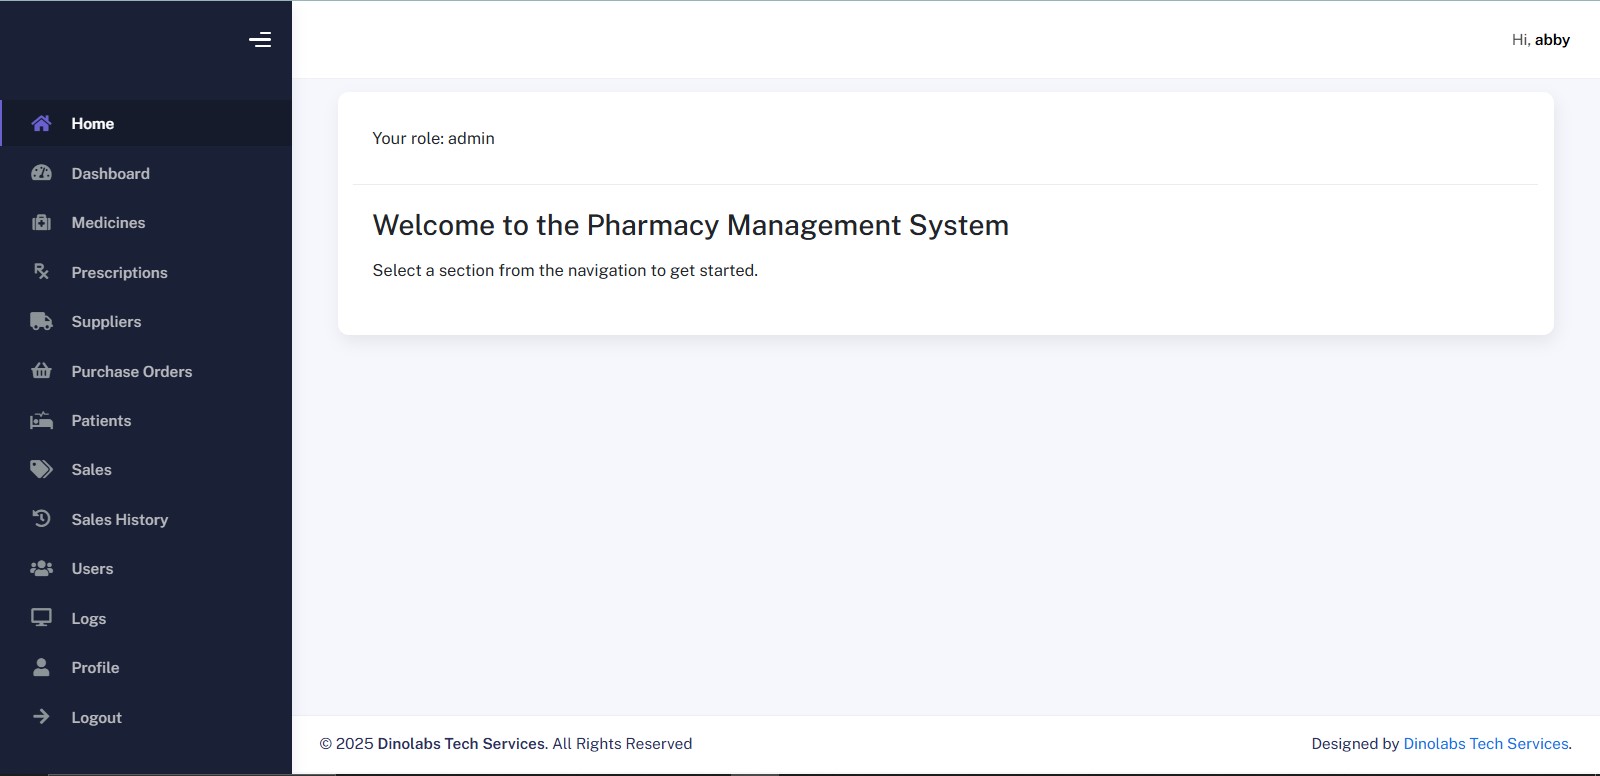 Hi, abby
Home
Dashboard
Medicines
Prescriptions
Suppliers
Purchase Orders
Patients
Sales
Sales History
Users
Logs
Profile
Logout
Your role: admin
Welcome to the Pharmacy Management System
Select a section from the navigation to get started.
© 2025 Dinolabs Tech Services. All Rights Reserved
Designed by Dinolabs Tech Services.